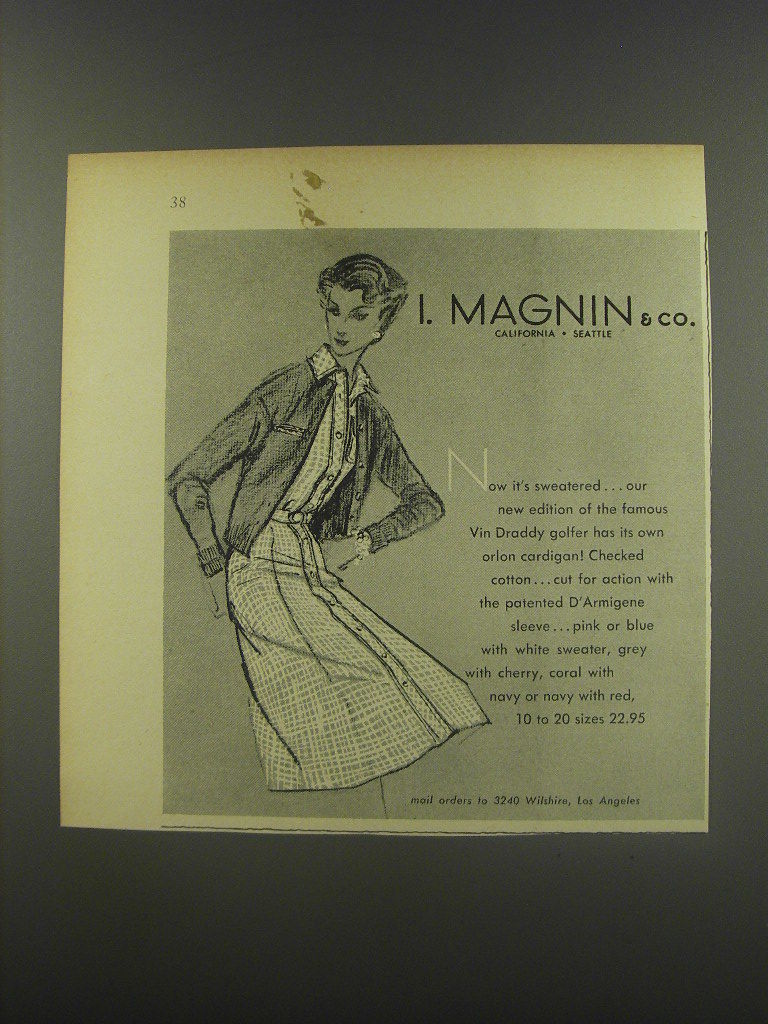 38
I. MAGNIN & CO.
CALIFORNIA • SEATTLE
Now it's sweatered...our
new edition of the famous
Vin Draddy golfer has its own
orlon cardigan! Checked
cotton...cut for action with
the patented D'Armigene
sleeve...pink or blue
with white sweater, grey
with cherry, coral with
navy or navy with red,
10 to 20 sizes 22.95
mail orders to 3240 Wilshire, Los Angeles